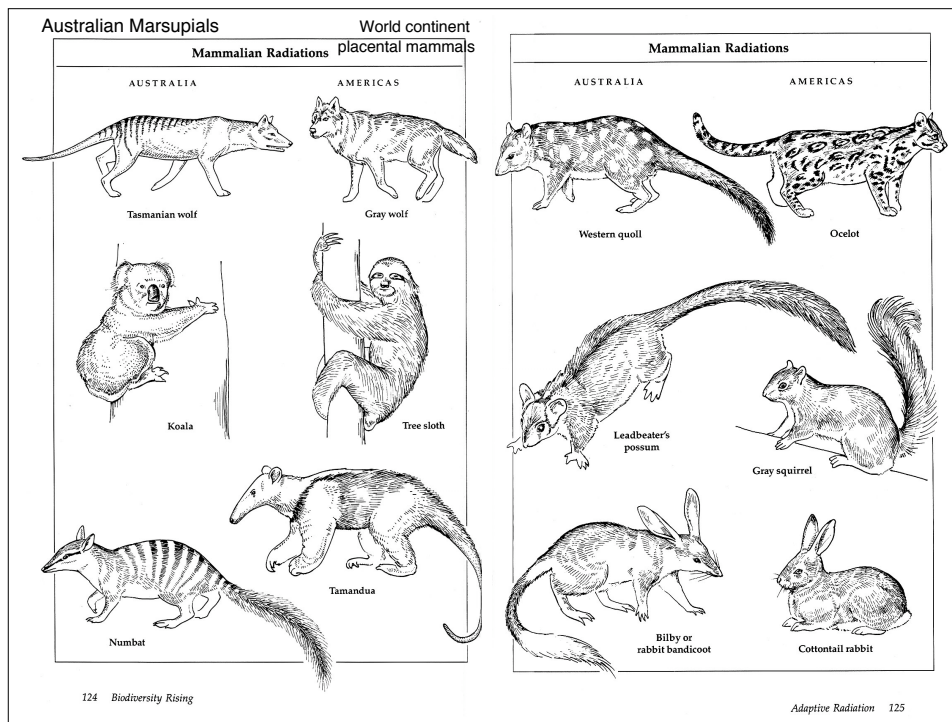 Australian Marsupials
World continent
placental mammals
Mammalian Radiations
AUSTRALIA
AMERICAS
Tasmanian wolf
Gray wolf
Koala
Tree sloth
Numbat
Tamandua
124 Biodiversity Rising
Mammalian Radiations
AUSTRALIA
AMERICAS
Western quoll
Ocelot
Leadbeater's
possum
Gray squirrel
Bilby or
rabbit bandicoot
Cottontail rabbit
Adaptive Radiation 125